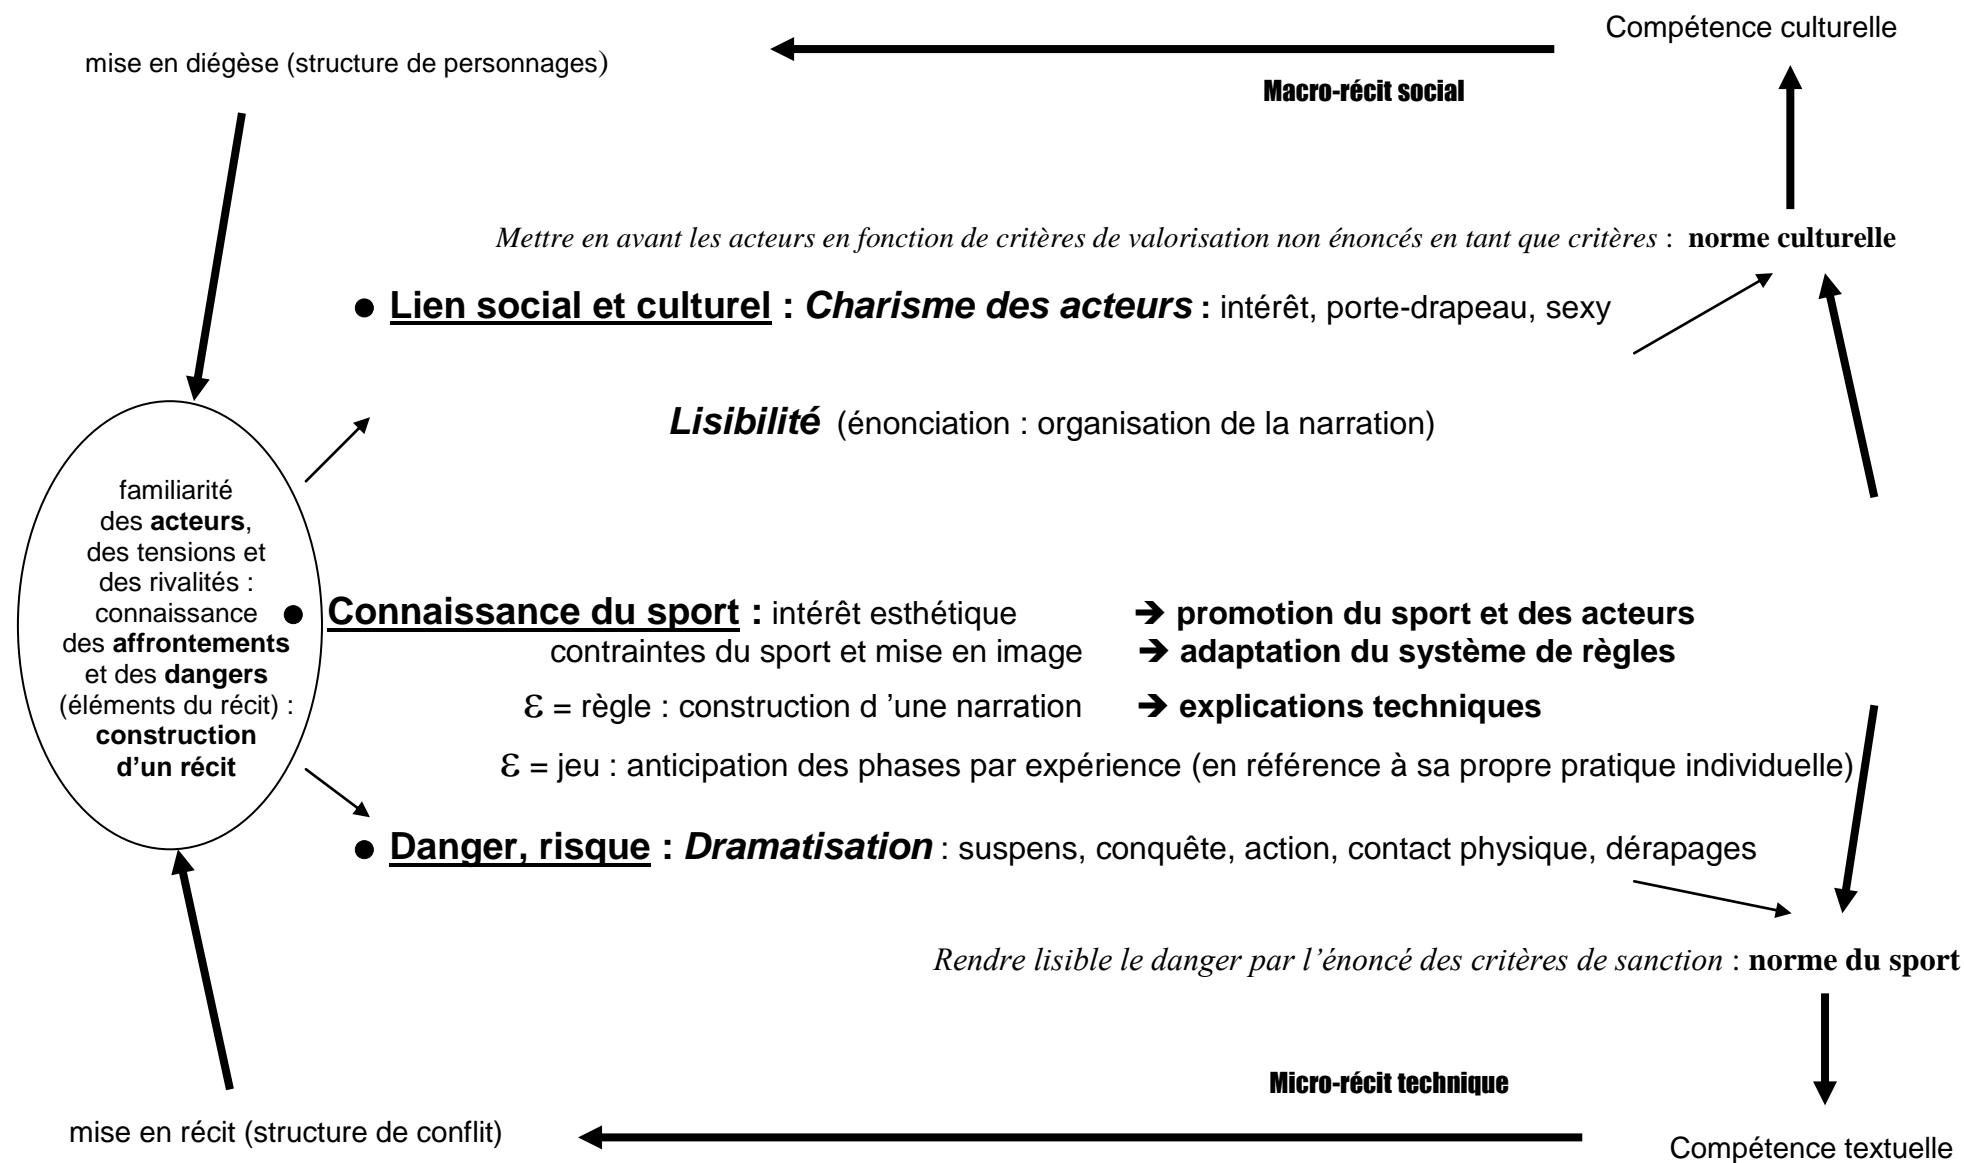 Compétence culturelle
mise en diégèse (structure de personnages)
Macro-récit social
Mettre en avant les acteurs en fonction de critères de valorisation non énoncés en tant que critères : norme culturelle
● Lien social et culturel : Charisme des acteurs : intérêt, porte-drapeau, sexy
Lisibilité (énonciation : organisation de la narration)
familiarité
des acteurs,
des tensions et
des rivalités :
connaissance
des affrontements
et des dangers
(éléments du récit) :
construction
d’un récit
● Connaissance du sport : intérêt esthétique ➔ promotion du sport et des acteurs
contraintes du sport et mise en image ➔ adaptation du système de règles
ε = règle : construction d ’une narration ➔ explications techniques
ε = jeu : anticipation des phases par expérience (en référence à sa propre pratique individuelle)
● Danger, risque : Dramatisation : suspens, conquête, action, contact physique, dérapages
Rendre lisible le danger par l’énoncé des critères de sanction : norme du sport
Micro-récit technique
mise en récit (structure de conflit)
Compétence textuelle